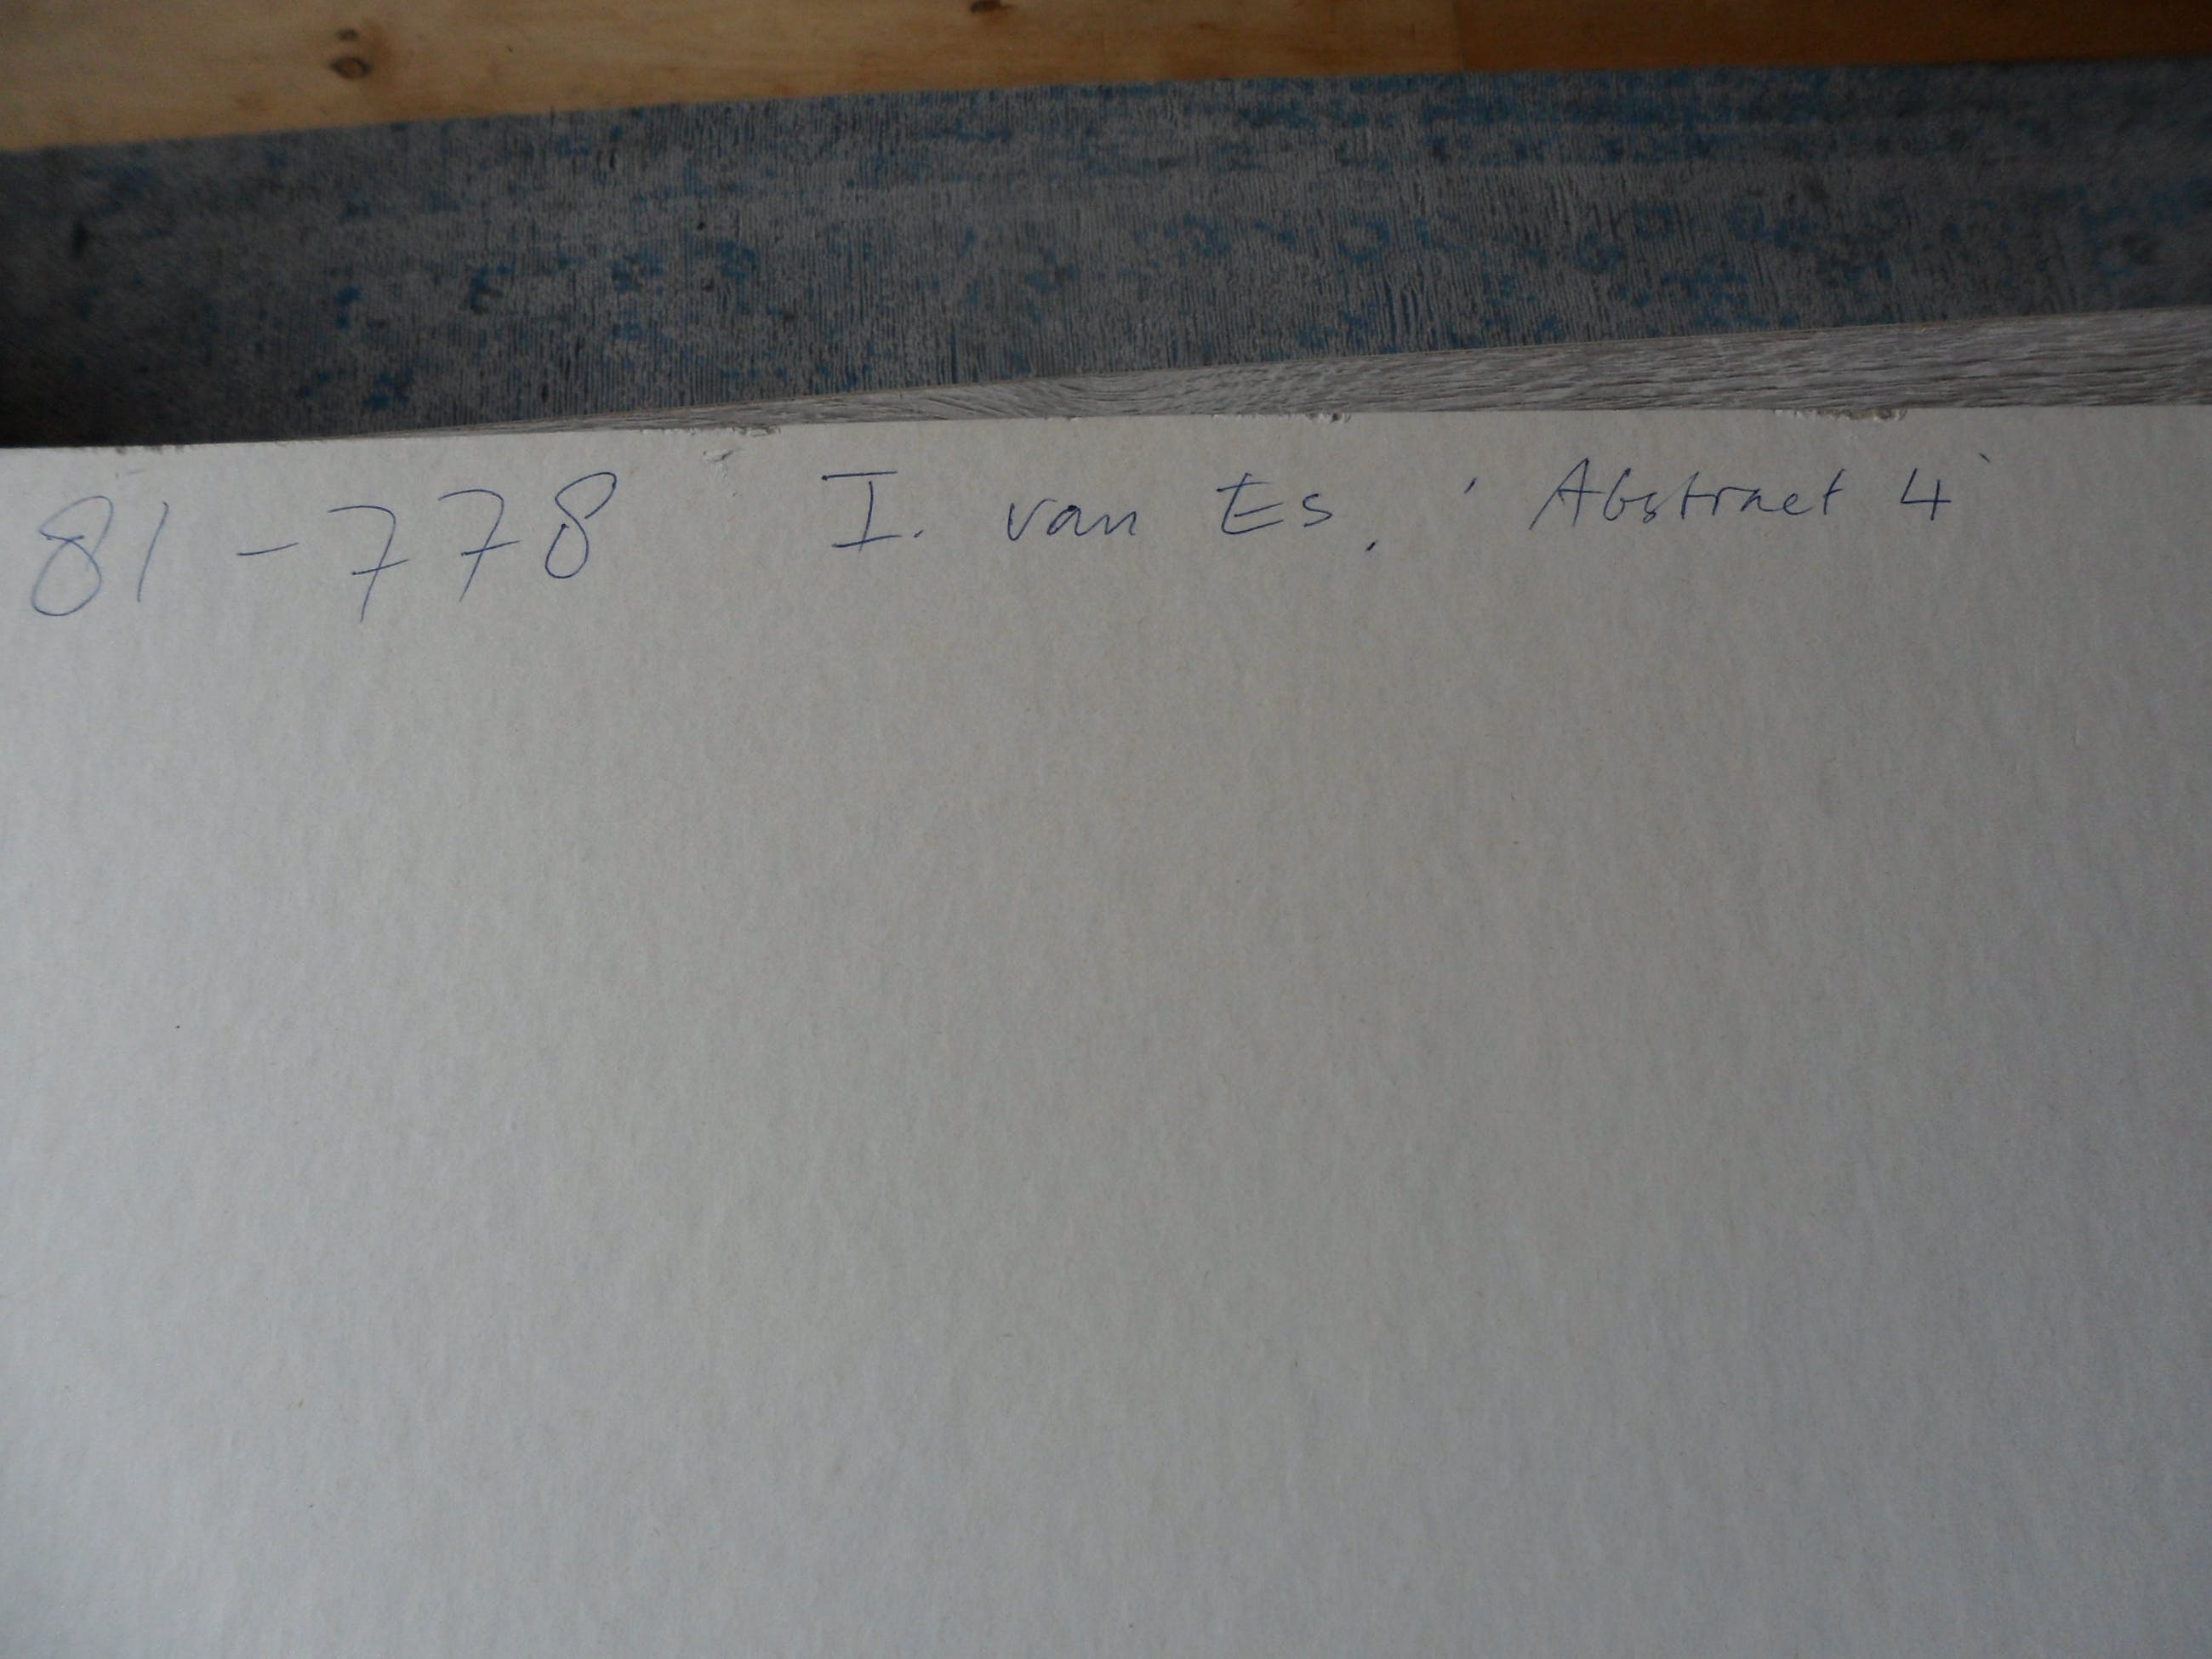 81-778 I. van Es. 'Abstract 4'